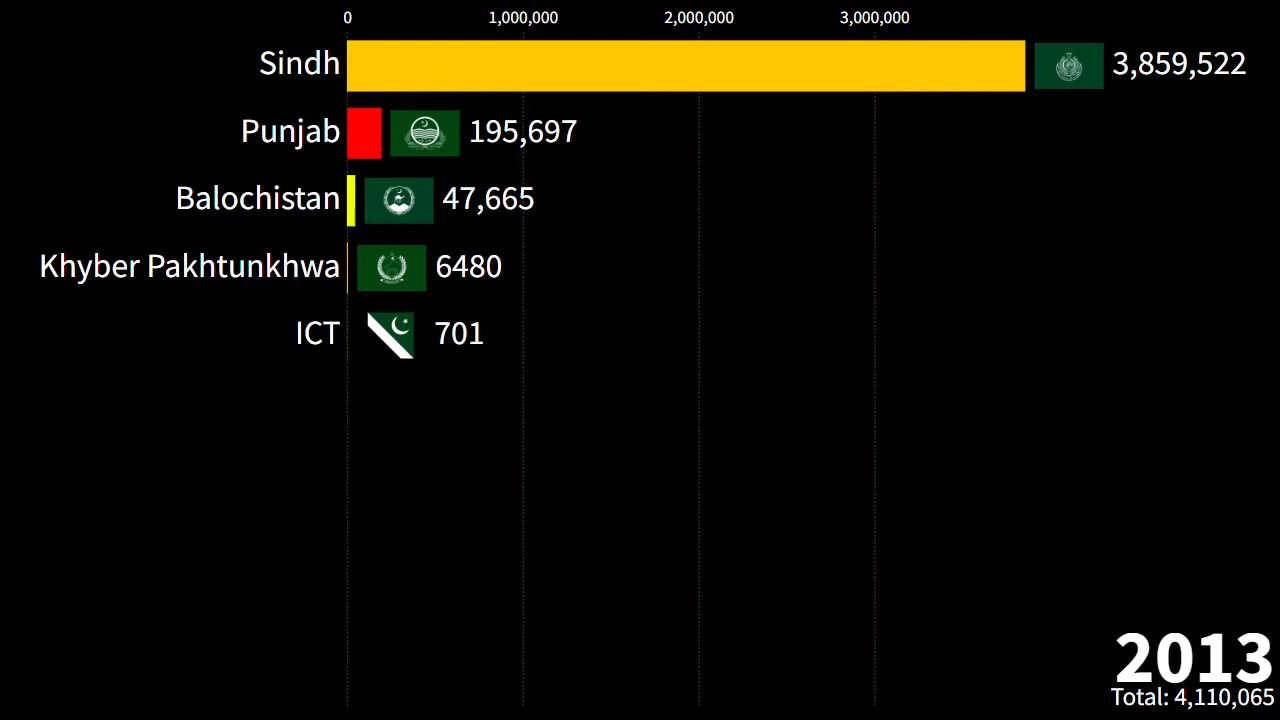 0 1,000,000 2,000,000 3,000,000
Sindh 3,859,522
Punjab 195,697
Balochistan 47,665
Khyber Pakhtunkhwa 6480
ICT 701
2013
Total: 4,110,065